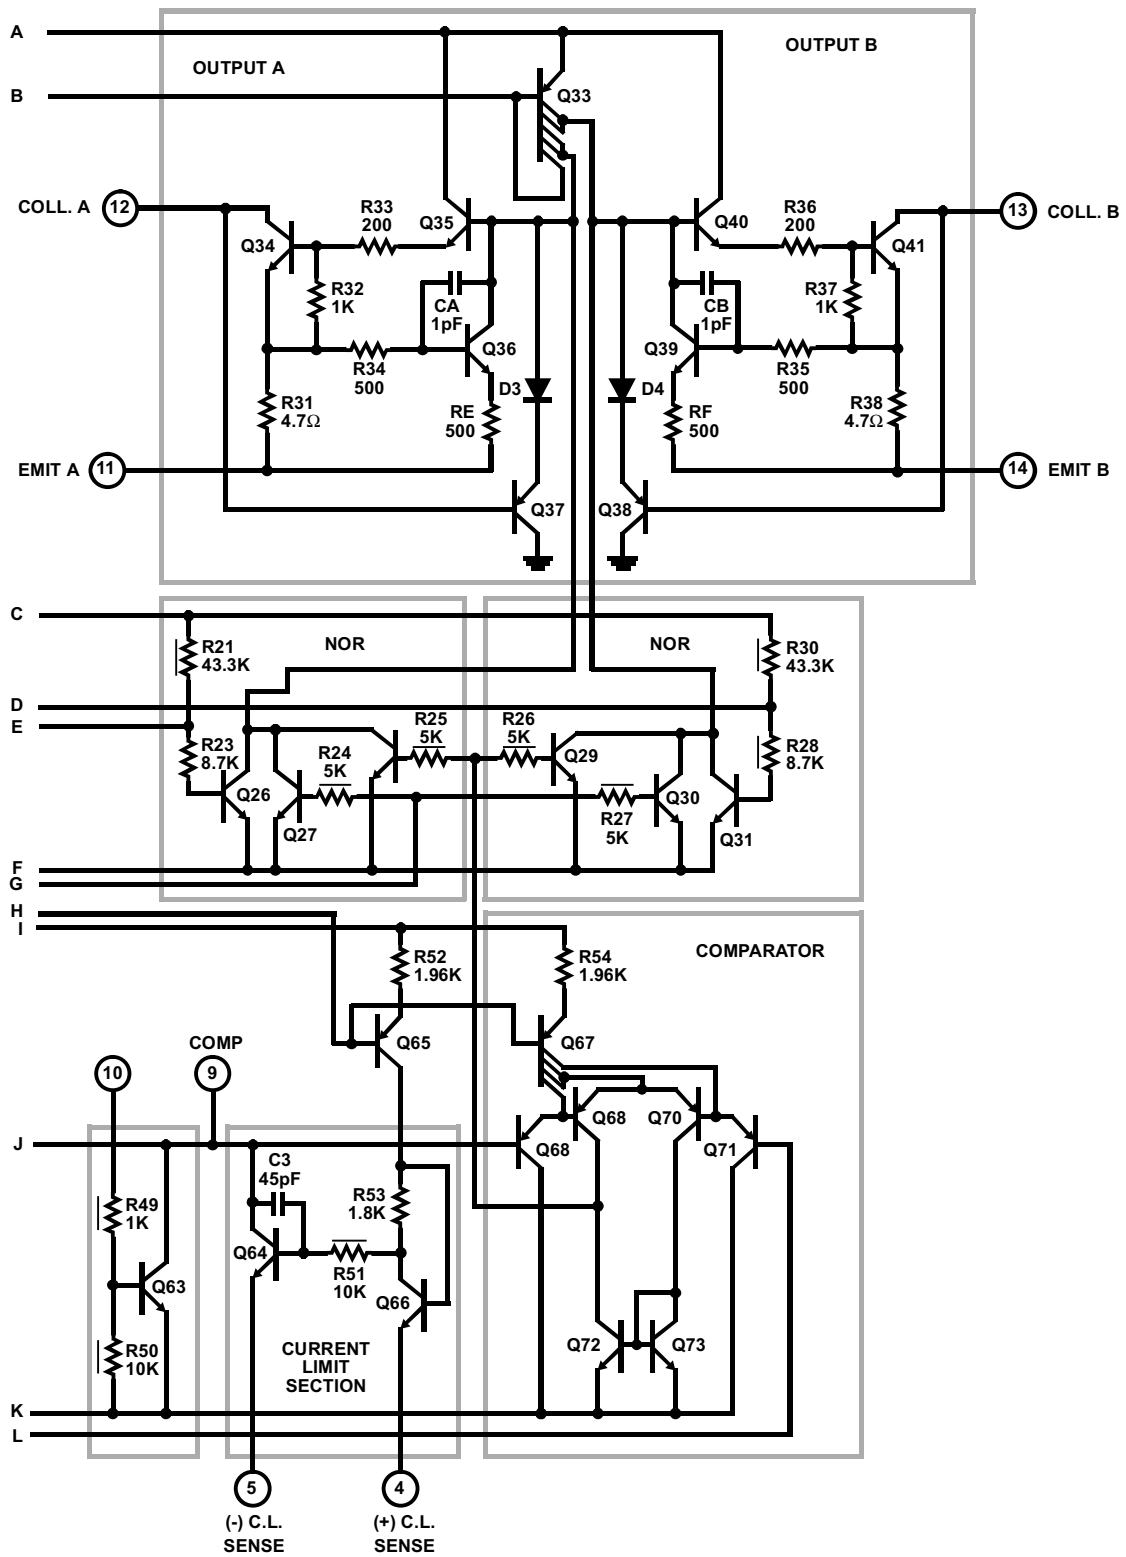 A
OUTPUT A
OUTPUT B
B
Q33
COLL. A
12
Q34
R33
200
Q35
Q40
R36
200
Q41
13
COLL. B
R32
1K
CA
1pF
CB
1pF
R37
1K
R34
500
Q36
Q39
R35
500
R31
4.7Ω
RE
500
D3
D4
RF
500
R38
4.7Ω
EMIT A
11
14
EMIT B
Q37
Q38
C
R21
43.3K
NOR
NOR
R30
43.3K
D
E
R23
8.7K
R25
5K
R26
5K
R24
5K
Q29
R28
8.7K
Q26
Q27
R27
5K
Q30
Q31
F
G
H
I
R52
1.96K
R54
1.96K
COMPARATOR
COMP
Q65
Q67
10
9
Q68
Q70
J
Q68
Q71
C3
45pF
R49
1K
R53
1.8K
Q64
R51
10K
Q63
Q66
R50
10K
CURRENT
LIMIT
SECTION
Q72
Q73
K
L
5
4
(-) C.L.
SENSE
(+) C.L.
SENSE